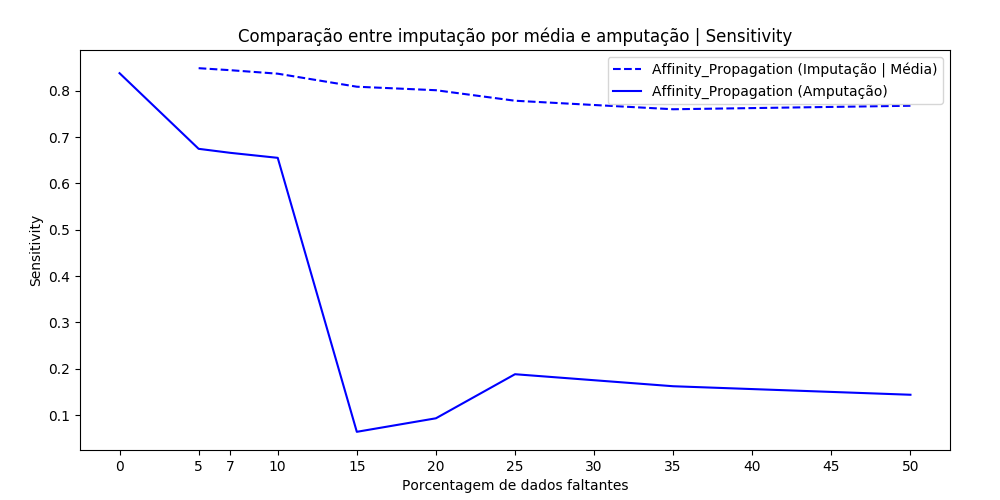 Comparação entre imputação por média e amputação | Sensitivity
Affinity_Propagation (Imputação | Média)
Affinity_Propagation (Amputação)
Sensitivity
0.8
0.7
0.6
0.5
0.4
0.3
0.2
0.1
0 5 7 10 15 20 25 30 35 40 45 50
Porcentagem de dados faltantes